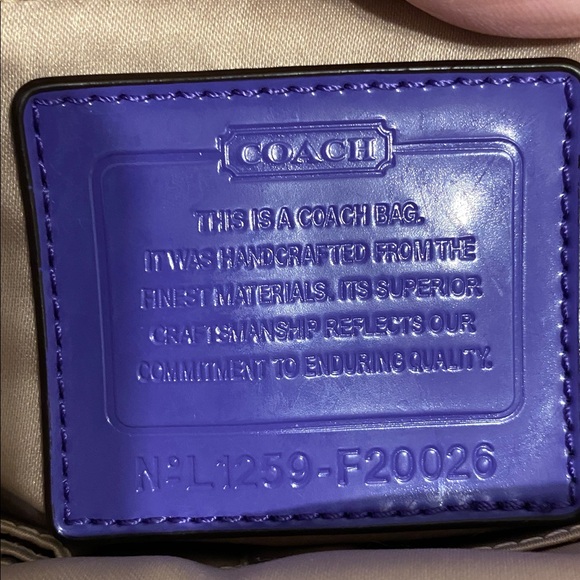 COACH
THIS IS A COACH BAG.
IT WAS HANDCRAFTED FROM THE
FINEST MATERIALS. ITS SUPERIOR
CRAFTSMANSHIP REFLECTS OUR
COMMITMENT TO ENDURING QUALITY.
Nº L1259-F20026